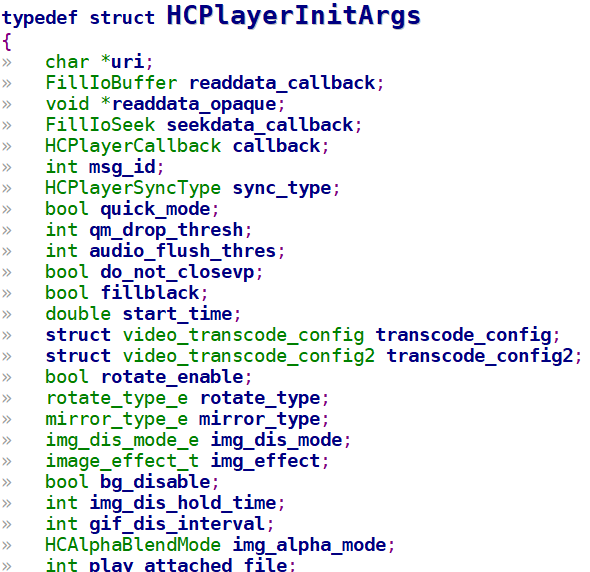 typedef struct HCPlayerInitArgs
{
» char *uri;
» FillIoBuffer readdata_callback;
» void *readdata_opaque;
» FillIoSeek seekdata_callback;
» HCPlayerCallback callback;
» int msg_id;
» HCPlayerSyncType sync_type;
» bool quick_mode;
» int qm_drop_thresh;
» int audio_flush_thres;
» bool do_not_closevp;
» bool fillblack;
» double start_time;
» struct video_transcode_config transcode_config;
» struct video_transcode_config2 transcode_config2;
» bool rotate_enable;
» rotate_type_e rotate_type;
» mirror_type_e mirror_type;
» img_dis_mode_e img_dis_mode;
» image_effect_t img_effect;
» bool bg_disable;
» int img_dis_hold_time;
» int gif_dis_interval;
» HCAlphaBlendMode img_alpha_mode;
» int play_attached_file;